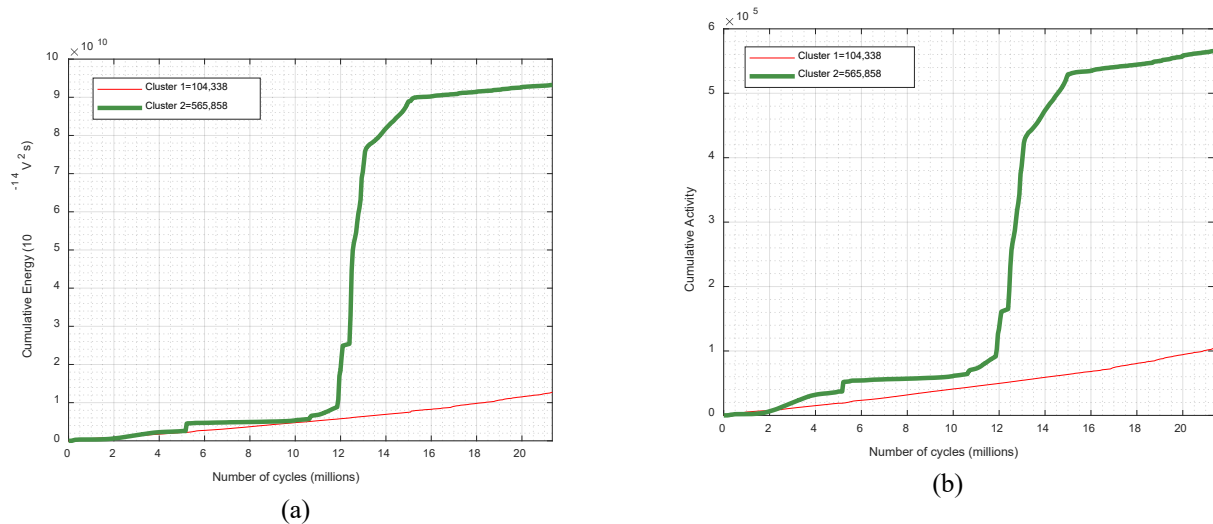 × 10 10
10
9
8
7
6
5
4
3
2
1
0
Cumulative Energy (10 -14 V 2 s)
Cluster 1=104,338
Cluster 2=565,858
0 2 4 6 8 10 12 14 16 18 20
Number of cycles (millions)
(a)
× 10 5
6
5
4
3
2
1
0
Cumulative Activity
Cluster 1=104,338
Cluster 2=565,858
0 2 4 6 8 10 12 14 16 18 20
Number of cycles (millions)
(b)